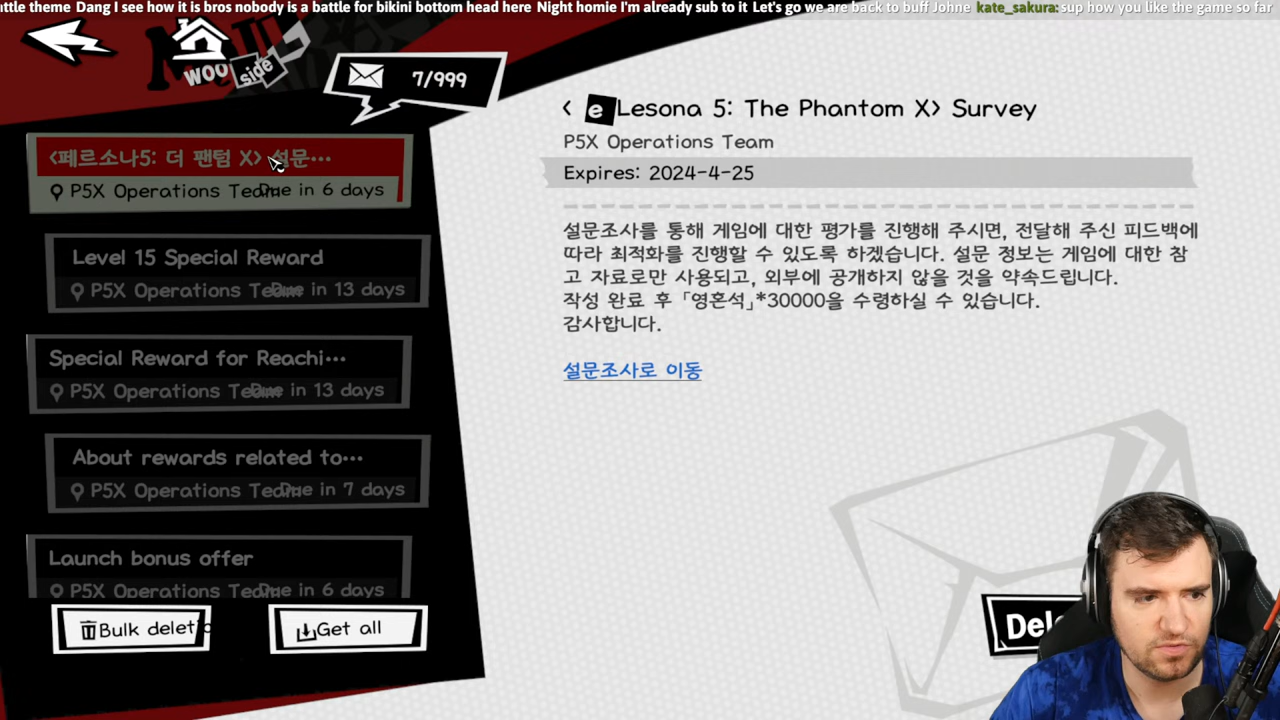 ttle theme Dang I see how it is bros nobody is a battle for bikini bottom head here Night homie I'm already sub to it Let's go we are back to buff Johne kate_sakura: sup how you like the game so far
woo side
7/999
<페르소나5: 더 팬텀 X> 설문…
P5X Operations Team Due in 6 days
Level 15 Special Reward
P5X Operations Team Due in 13 days
Special Reward for Reachi…
P5X Operations Team Due in 13 days
About rewards related to…
P5X Operations Team Due in 7 days
Launch bonus offer
P5X Operations Team Due in 6 days
Bulk deletio
Get all
< e Lesona 5: The Phantom X> Survey
P5X Operations Team
Expires: 2024-4-25
설문조사를 통해 게임에 대한 평가를 진행해 주시면, 전달해 주신 피드백에
따라 최적화를 진행할 수 있도록 하겠습니다. 설문 정보는 게임에 대한 참
고 자료로만 사용되고, 외부에 공개하지 않을 것을 약속드립니다.
작성 완료 후 「영혼석」*30000을 수령하실 수 있습니다.
감사합니다.
설문조사로 이동
Del